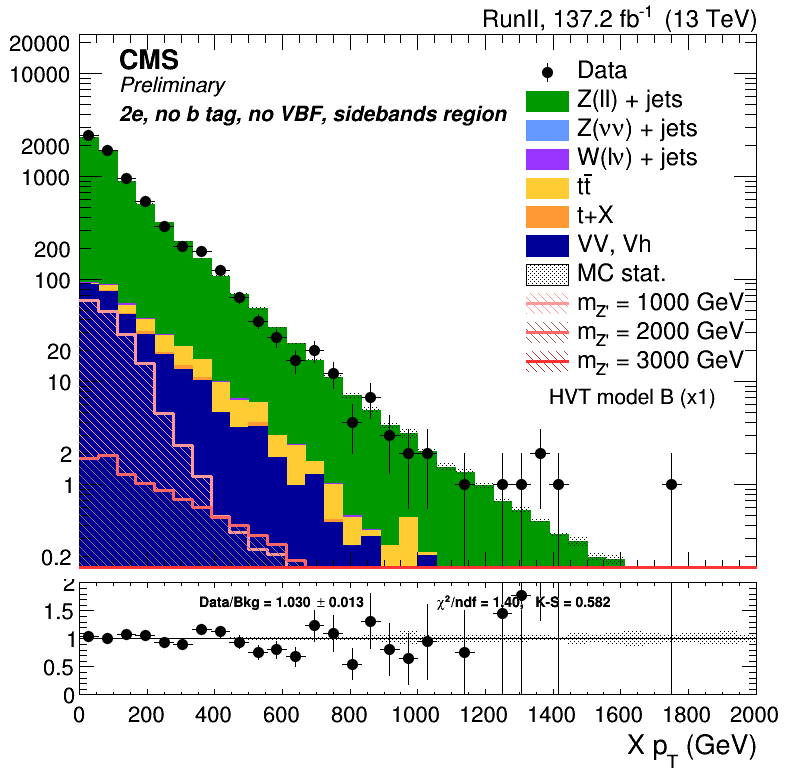 RunII, 137.2 fb⁻¹ (13 TeV)
CMS
Preliminary
2e, no b tag, no VBF, sidebands region
Data
Z(ll) + jets
Z(νν) + jets
W(lν) + jets
tt̄
t+X
VV, Vh
MC stat.
m_Z' = 1000 GeV
m_Z' = 2000 GeV
m_Z' = 3000 GeV
HVT model B (x1)
20000
10000
2000
1000
200
100
20
10
2
1
0.2
Data/Bkg = 1.030 ± 0.013
χ²/ndf = 1.40, K-S = 0.582
2
1.5
1
0.5
0
0 200 400 600 800 1000 1200 1400 1600 1800 2000
X p_T (GeV)